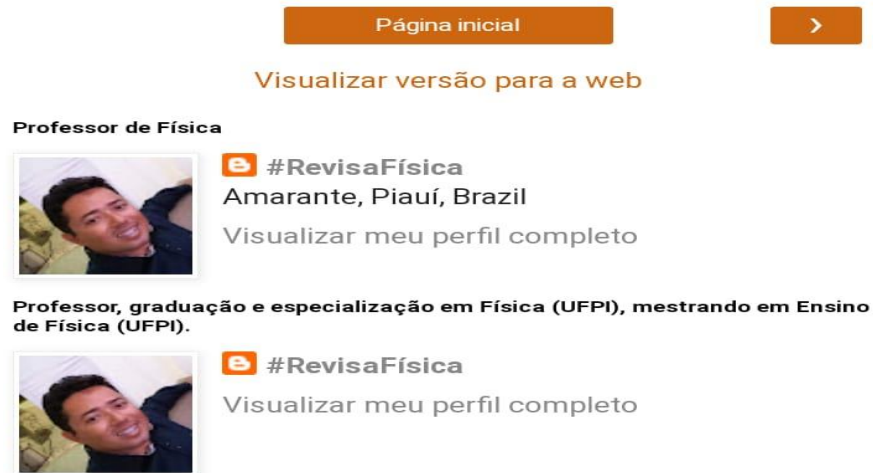 Página inicial
›
Visualizar versão para a web
Professor de Física
#RevisaFísica
Amarante, Piauí, Brazil
Visualizar meu perfil completo
Professor, graduação e especialização em Física (UFPI), mestrando em Ensino
de Física (UFPI).
#RevisaFísica
Visualizar meu perfil completo